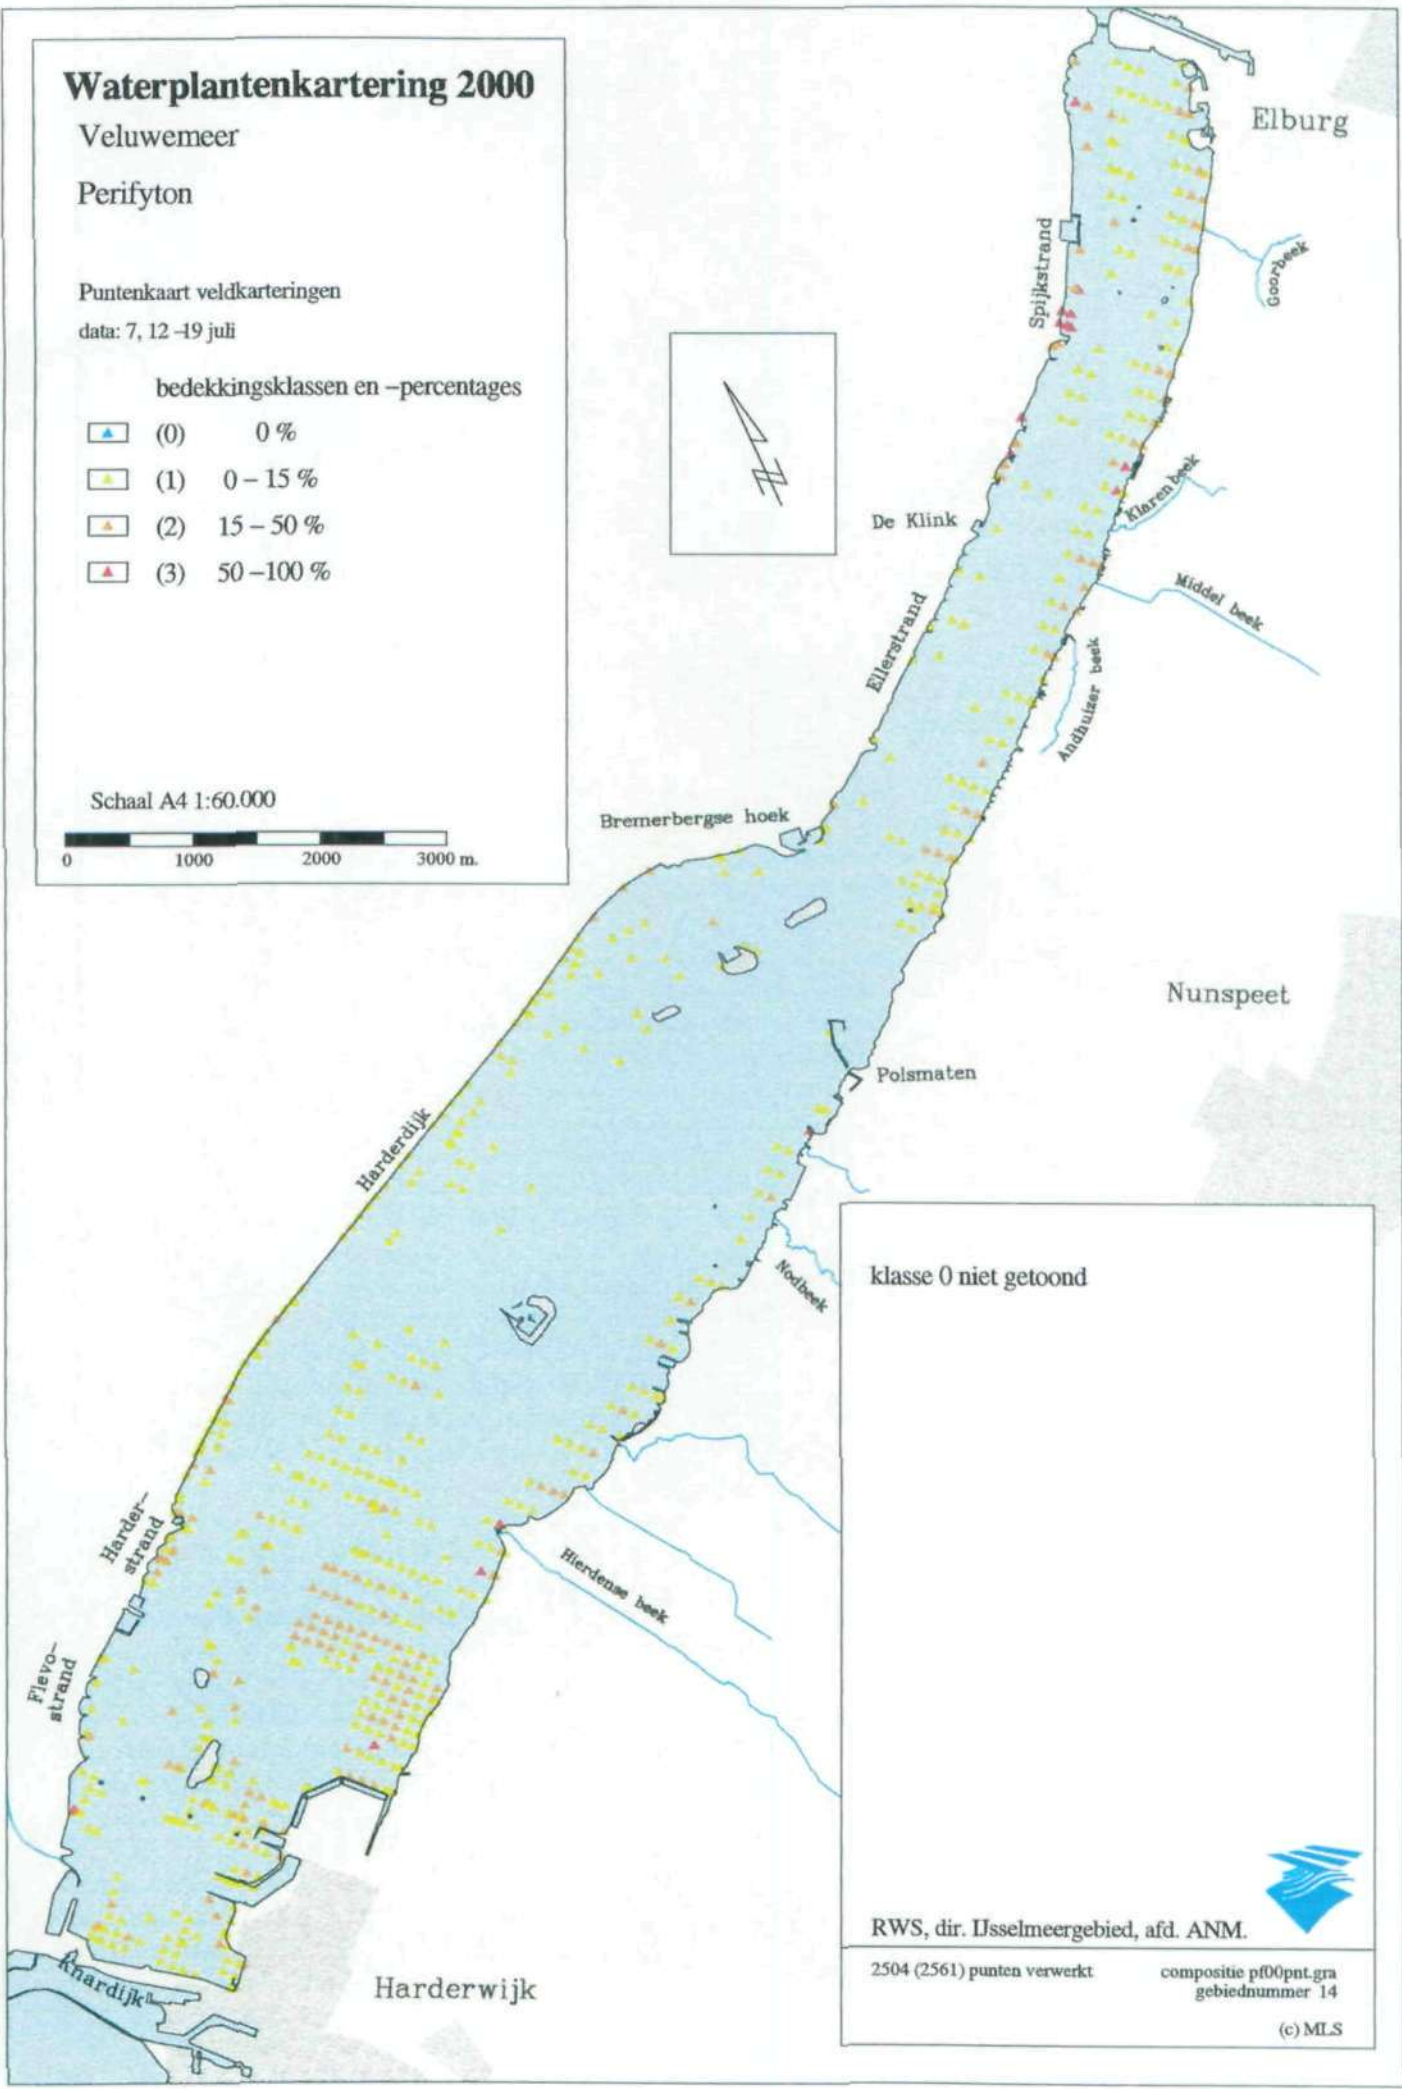 Waterplantenkartering 2000
Veluwemeer
Perifyton
Puntenkaart veldkarteringen
data: 7, 12 –19 juli
bedekkingsklassen en –percentages
(0) 0 %
(1) 0 – 15 %
(2) 15 – 50 %
(3) 50 –100 %
Schaal A4 1:60.000
0 1000 2000 3000 m.
Elburg
Goorbeek
Spijkstrand
Klarenbeek
De Klink
Middel beek
Ellerstrand
Andhuizer beek
Bremerbergse hoek
Nunspeet
Polsmaten
Harderdijk
Nodbeek
klasse 0 niet getoond
Harder–
strand
Hierdense beek
Flevo–
strand
Knardijk
Harderwijk
RWS, dir. IJsselmeergebied, afd. ANM.
2504 (2561) punten verwerkt
compositie pf00pnt.gra
gebiednummer 14
(c) MLS